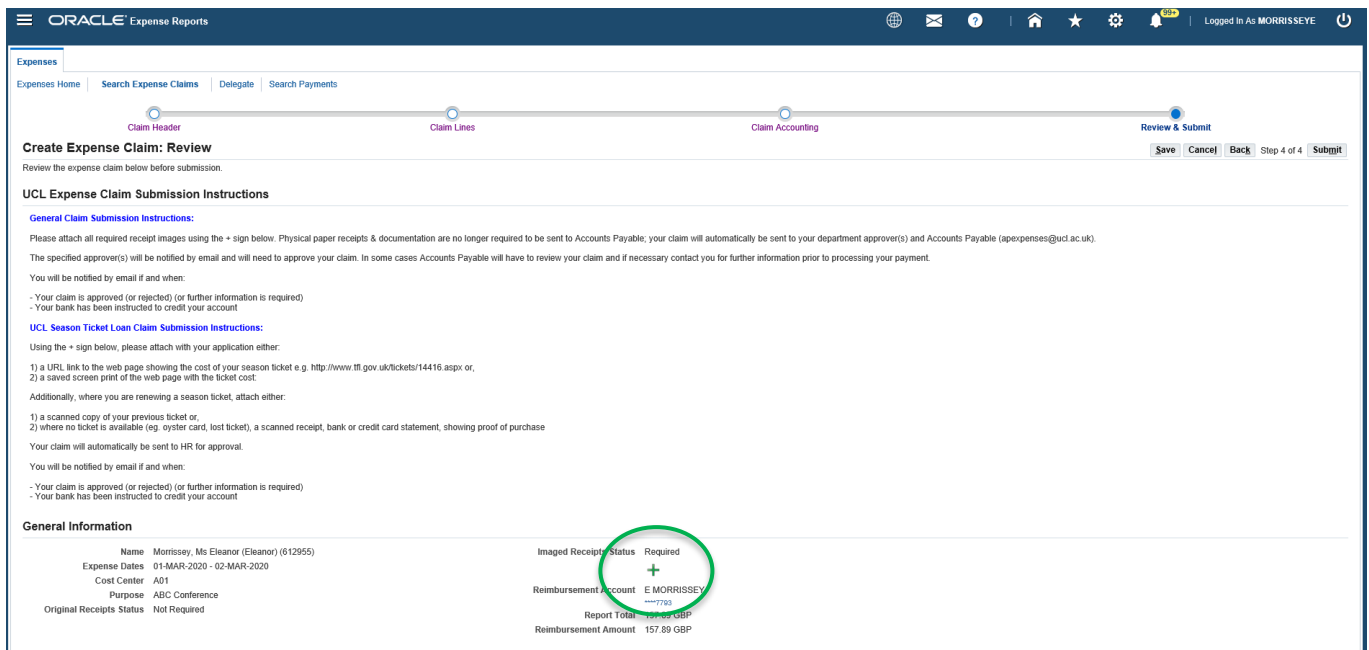 ORACLE Expense Reports
99+
Logged In As MORRISSEYE
Expenses
Expenses Home Search Expense Claims Delegate Search Payments
Claim Header Claim Lines Claim Accounting Review & Submit
Create Expense Claim: Review
Save Cancel Back Step 4 of 4 Submit
Review the expense claim below before submission.
UCL Expense Claim Submission Instructions
General Claim Submission Instructions:
Please attach all required receipt images using the + sign below. Physical paper receipts & documentation are no longer required to be sent to Accounts Payable; your claim will automatically be sent to your department approver(s) and Accounts Payable (apexpenses@ucl.ac.uk).
The specified approver(s) will be notified by email and will need to approve your claim. In some cases Accounts Payable will have to review your claim and if necessary contact you for further information prior to processing your payment.
You will be notified by email if and when:
- Your claim is approved (or rejected) (or further information is required)
- Your bank has been instructed to credit your account
UCL Season Ticket Loan Claim Submission Instructions:
Using the + sign below, please attach with your application either:
1) a URL link to the web page showing the cost of your season ticket e.g. http://www.tfl.gov.uk/tickets/14416.aspx or,
2) a saved screen print of the web page with the ticket cost:
Additionally, where you are renewing a season ticket, attach either:
1) a scanned copy of your previous ticket or,
2) where no ticket is available (eg. oyster card, lost ticket), a scanned receipt, bank or credit card statement, showing proof of purchase
Your claim will automatically be sent to HR for approval.
You will be notified by email if and when:
- Your claim is approved (or rejected) (or further information is required)
- Your bank has been instructed to credit your account
General Information
Name Morrissey, Ms Eleanor (Eleanor) (612955)
Expense Dates 01-MAR-2020 - 02-MAR-2020
Cost Center A01
Purpose ABC Conference
Original Receipts Status Not Required
Imaged Receipts Status Required
Reimbursement Account E MORRISSEY
****7793
Report Total 157.89 GBP
Reimbursement Amount 157.89 GBP